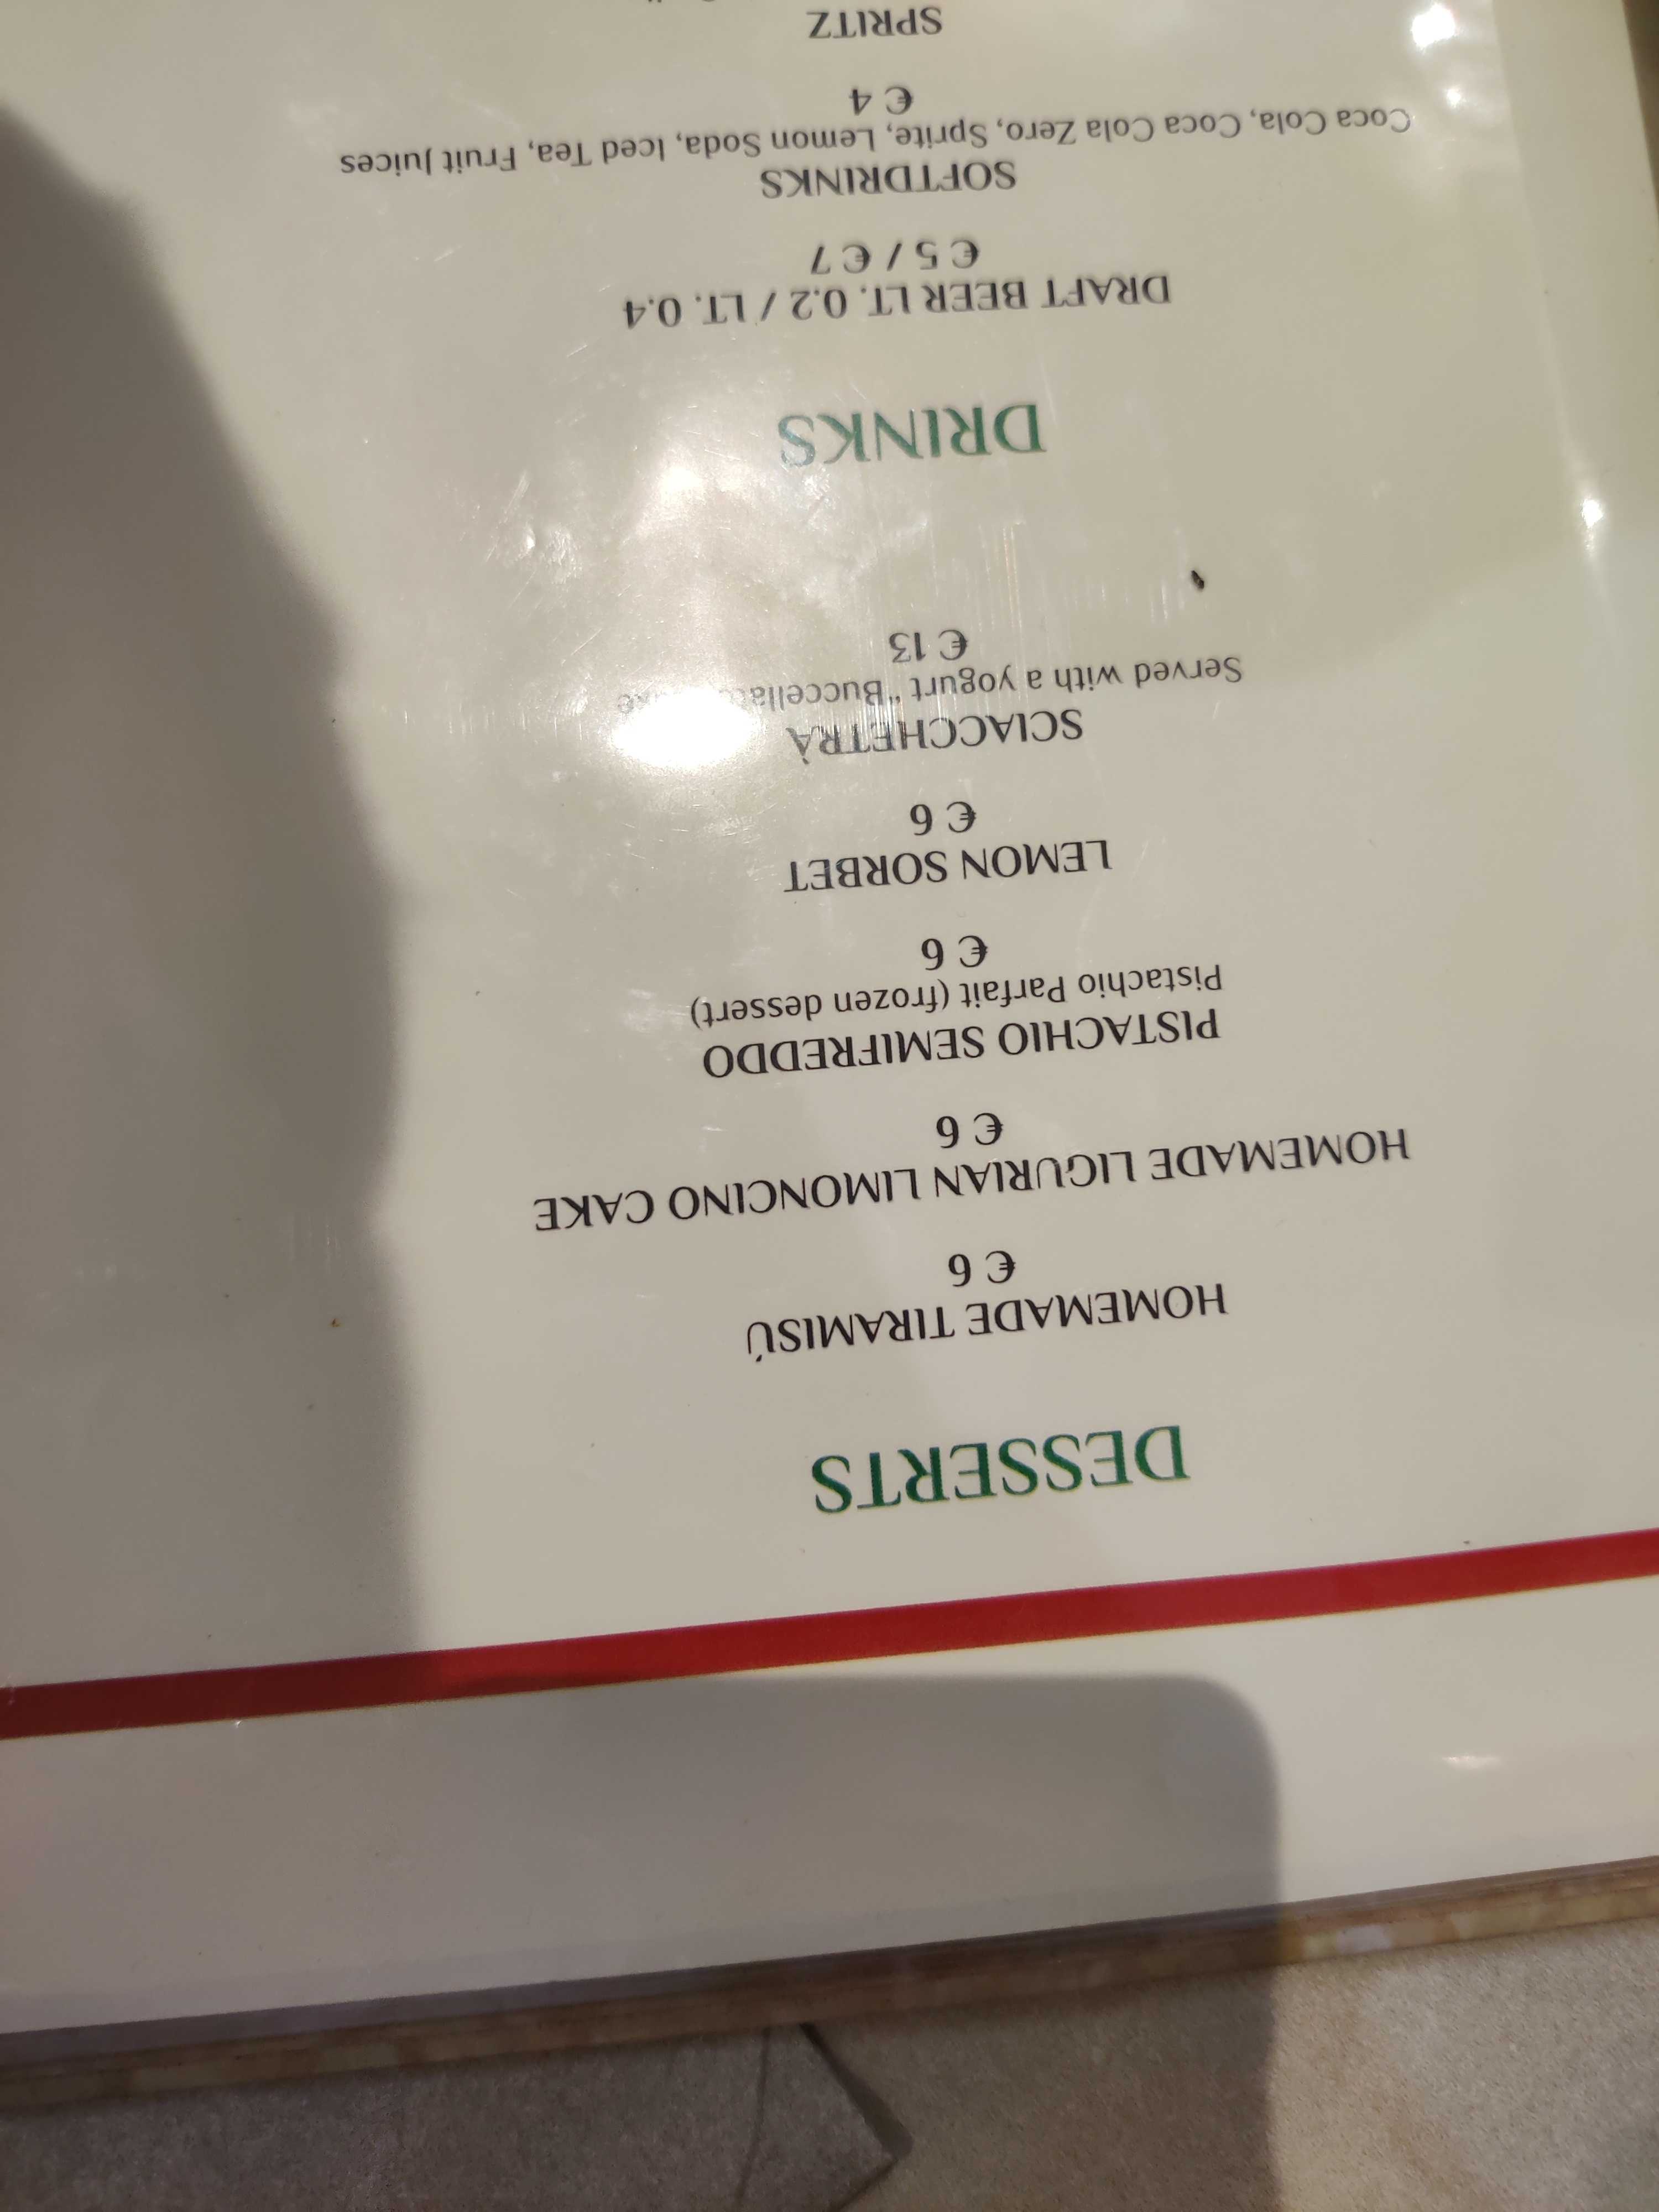 DESSERTS
HOMEMADE TIRAMISÚ
€ 6
HOMEMADE LIGURIAN LIMONCINO CAKE
€ 6
PISTACHIO SEMIFREDDO
Pistachio Parfait (frozen dessert)
€ 6
LEMON SORBET
€ 6
SCIACCHETRÀ
Served with a yogurt "Buccella
€ 13
DRINKS
DRAFT BEER LT. 0.2 / LT. 0.4
€ 5 / € 7
SOFTDRINKS
Coca Cola, Coca Cola Zero, Sprite, Lemon Soda, Iced Tea, Fruit Juices
€ 4
SPRITZ